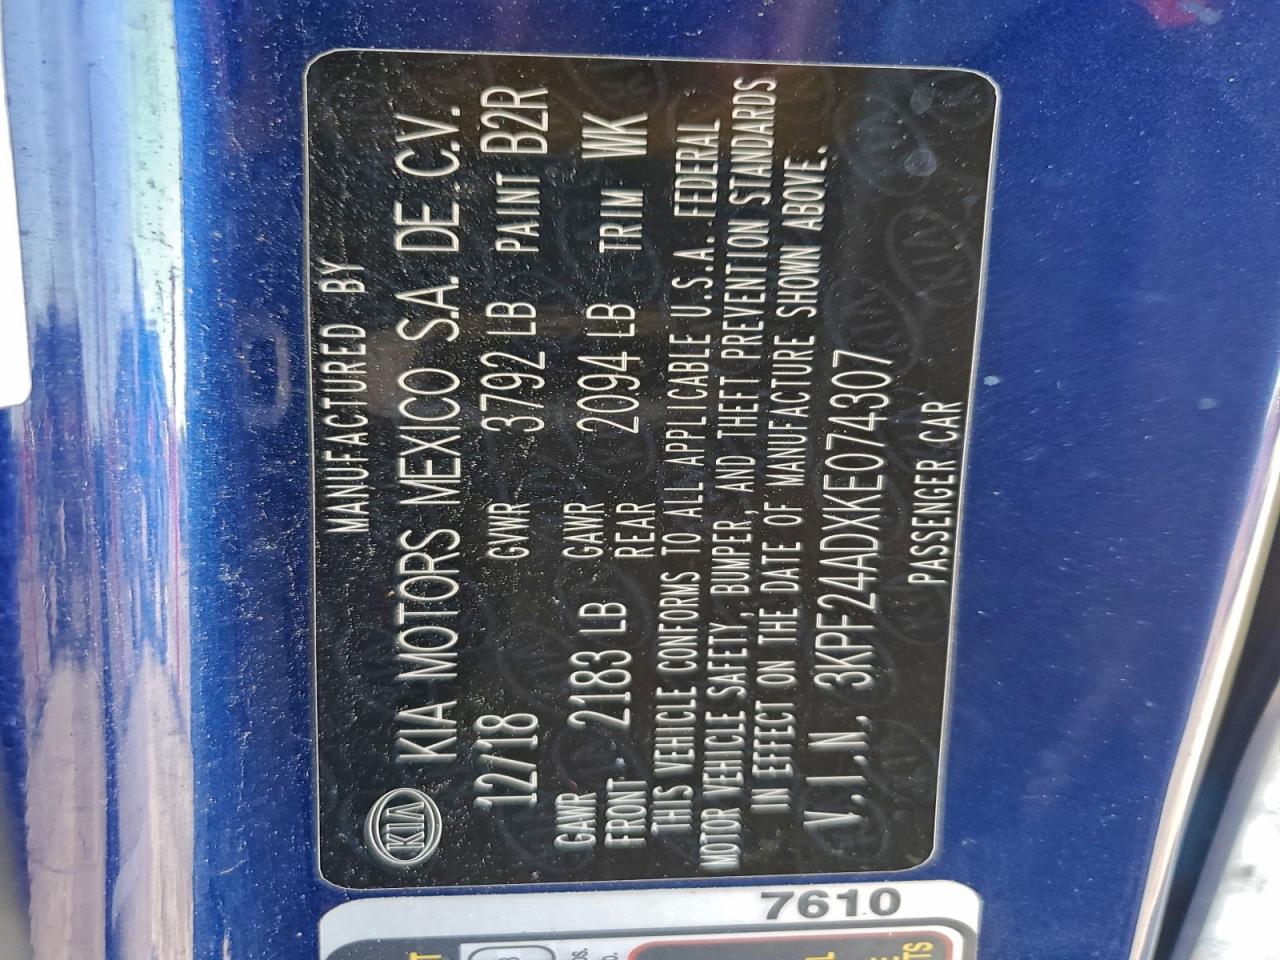 MANUFACTURED BY
KIA KIA MOTORS MEXICO S.A. DE C.V.
12/18 GVWR 3792 LB PAINT B2R
GAWR FRONT 2183 LB GAWR REAR 2094 LB TRIM WK
THIS VEHICLE CONFORMS TO ALL APPLICABLE U.S.A. FEDERAL
MOTOR VEHICLE SAFETY, BUMPER, AND THEFT PREVENTION STANDARDS
IN EFFECT ON THE DATE OF MANUFACTURE SHOWN ABOVE.
V.I.N. 3KPF24ADXKE074307
PASSENGER CAR
7610